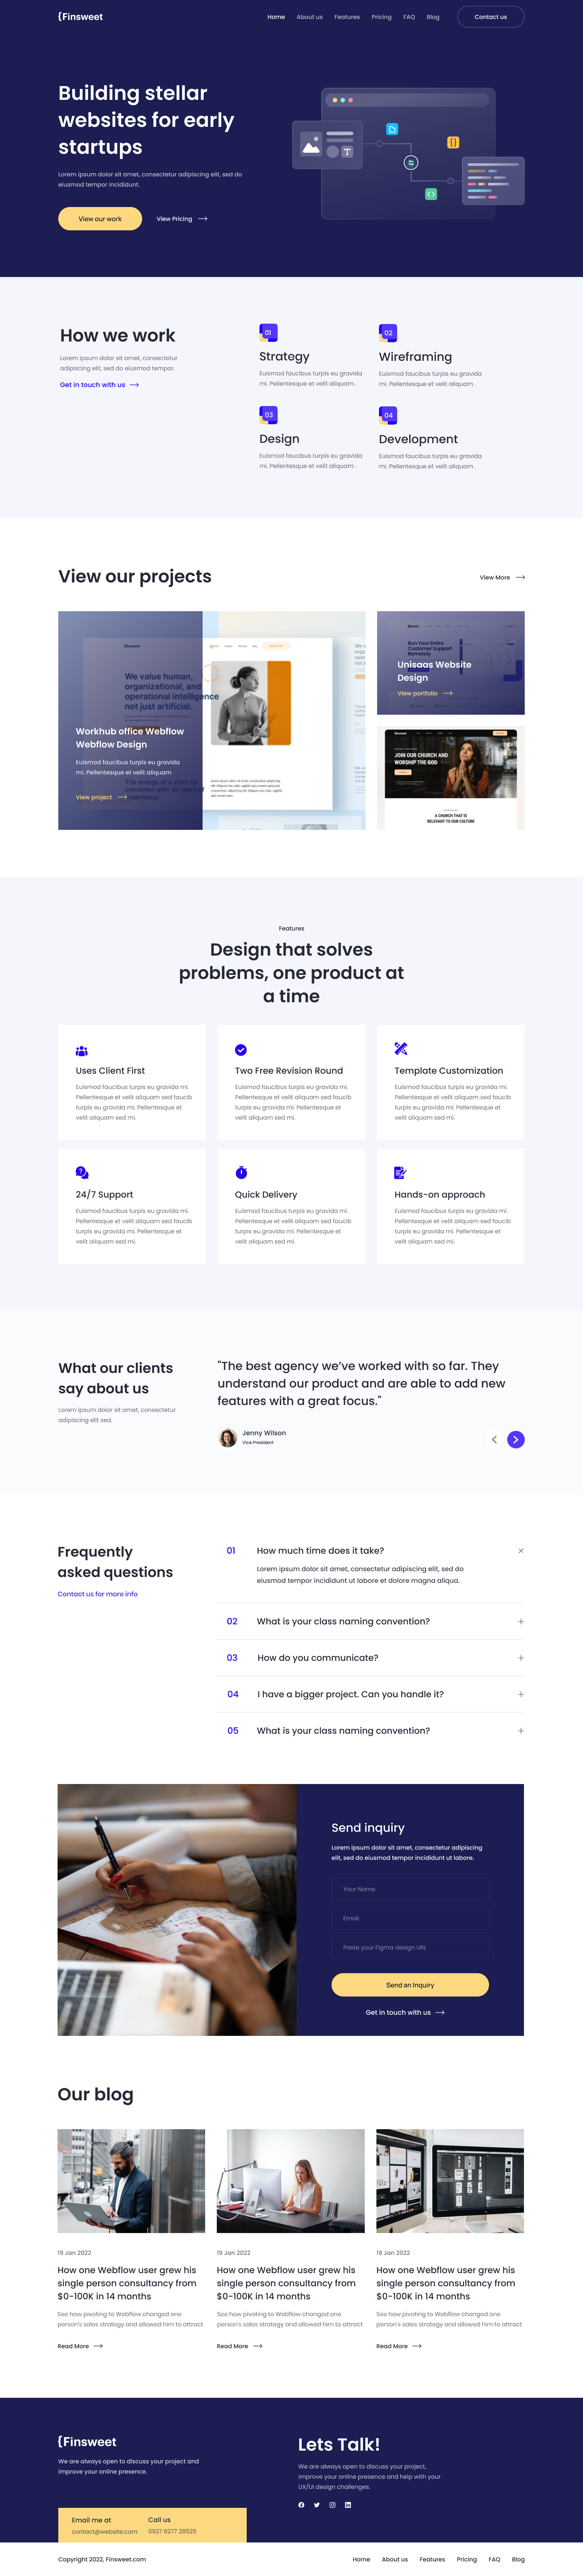 {Finsweet
Home About us Features Pricing FAQ Blog Contact us
Building stellar
websites for early
startups
Lorem ipsum dolor sit amet, consectetur adipiscing elit, sed do
eiusmod tempor incididunt.
View our work View Pricing
How we work
Lorem ipsum dolor sit amet, consectetur
adipiscing elit, sed do eiusmod tempor.
Get in touch with us
01
Strategy
Euismod faucibus turpis eu gravida
mi. Pellentesque et velit aliquam .
02
Wireframing
Euismod faucibus turpis eu gravida
mi. Pellentesque et velit aliquam .
03
Design
Euismod faucibus turpis eu gravida
mi. Pellentesque et velit aliquam .
04
Development
Euismod faucibus turpis eu gravida
mi. Pellentesque et velit aliquam .
View our projects
View More
We value human,
organizational, and
operational intelligence
not just artificial.
Workhub office Webflow
Webflow Design
Euismod faucibus turpis eu gravida
mi. Pellentesque et velit aliquam
View project
Run Your Entire
Customer Support
Remotely
Unisaas Website
Design
View portfolio
JOIN OUR CHURCH AND
WORSHIP THE GOD
A CHURCH THAT IS
RELEVANT TO OUR CULTURE
Features
Design that solves
problems, one product at
a time
Uses Client First
Euismod faucibus turpis eu gravida mi.
Pellentesque et velit aliquam sed faucib
turpis eu gravida mi. Pellentesque et
velit aliquam sed mi.
Two Free Revision Round
Euismod faucibus turpis eu gravida mi.
Pellentesque et velit aliquam sed faucib
turpis eu gravida mi. Pellentesque et
velit aliquam sed mi.
Template Customization
Euismod faucibus turpis eu gravida mi.
Pellentesque et velit aliquam sed faucib
turpis eu gravida mi. Pellentesque et
velit aliquam sed mi.
24/7 Support
Euismod faucibus turpis eu gravida mi.
Pellentesque et velit aliquam sed faucib
turpis eu gravida mi. Pellentesque et
velit aliquam sed mi.
Quick Delivery
Euismod faucibus turpis eu gravida mi.
Pellentesque et velit aliquam sed faucib
turpis eu gravida mi. Pellentesque et
velit aliquam sed mi.
Hands-on approach
Euismod faucibus turpis eu gravida mi.
Pellentesque et velit aliquam sed faucib
turpis eu gravida mi. Pellentesque et
velit aliquam sed mi.
What our clients
say about us
Lorem ipsum dolor sit amet, consectetur
adipiscing elit sed.
"The best agency we’ve worked with so far. They
understand our product and are able to add new
features with a great focus."
Jenny Wilson
Vice President
Frequently
asked questions
Contact us for more info
01 How much time does it take?
Lorem ipsum dolor sit amet, consectetur adipiscing elit, sed do
eiusmod tempor incididunt ut labore et dolore magna aliqua.
02 What is your class naming convention?
03 How do you communicate?
04 I have a bigger project. Can you handle it?
05 What is your class naming convention?
Send inquiry
Lorem ipsum dolor sit amet, consectetur adipiscing
elit, sed do eiusmod tempor incididunt ut labore.
Your Name
Email
Paste your Figma design URL
Send an Inquiry
Get in touch with us
Our blog
19 Jan 2022
How one Webflow user grew his
single person consultancy from
$0-100K in 14 months
See how pivoting to Webflow changed one
person's sales strategy and allowed him to attract
Read More
19 Jan 2022
How one Webflow user grew his
single person consultancy from
$0-100K in 14 months
See how pivoting to Webflow changed one
person's sales strategy and allowed him to attract
Read More
19 Jan 2022
How one Webflow user grew his
single person consultancy from
$0-100K in 14 months
See how pivoting to Webflow changed one
person's sales strategy and allowed him to attract
Read More
{Finsweet
We are always open to discuss your project and
improve your online presence.
Email me at
contact@website.com
Call us
0927 6277 28525
Lets Talk!
We are always open to discuss your project,
improve your online presence and help with your
UX/UI design challenges.
Copyright 2022, Finsweet.com
Home About us Features Pricing FAQ Blog